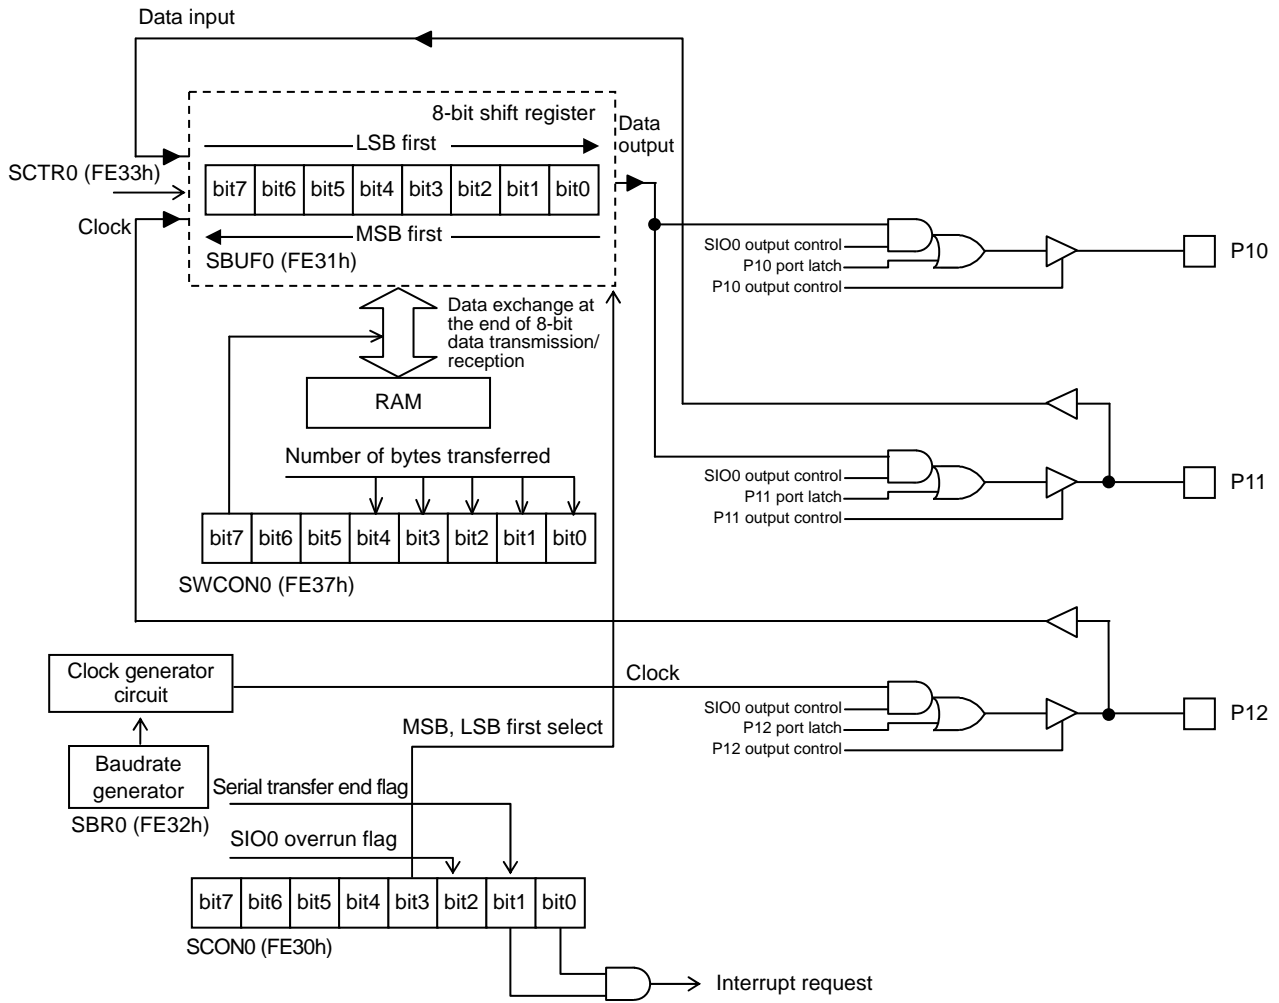 Data input
8-bit shift register
LSB first
Data
output
SCTR0 (FE33h)
bit7 bit6 bit5 bit4 bit3 bit2 bit1 bit0
Clock
MSB first
SBUF0 (FE31h)
SIO0 output control
P10 port latch
P10 output control
P10
Data exchange at
the end of 8-bit
data transmission/
reception
RAM
Number of bytes transferred
SIO0 output control
P11 port latch
P11 output control
P11
bit7 bit6 bit5 bit4 bit3 bit2 bit1 bit0
SWCON0 (FE37h)
Clock generator
circuit
Clock
SIO0 output control
P12 port latch
P12 output control
P12
MSB, LSB first select
Baudrate
generator
SBR0 (FE32h)
Serial transfer end flag
SIO0 overrun flag
bit7 bit6 bit5 bit4 bit3 bit2 bit1 bit0
SCON0 (FE30h)
Interrupt request